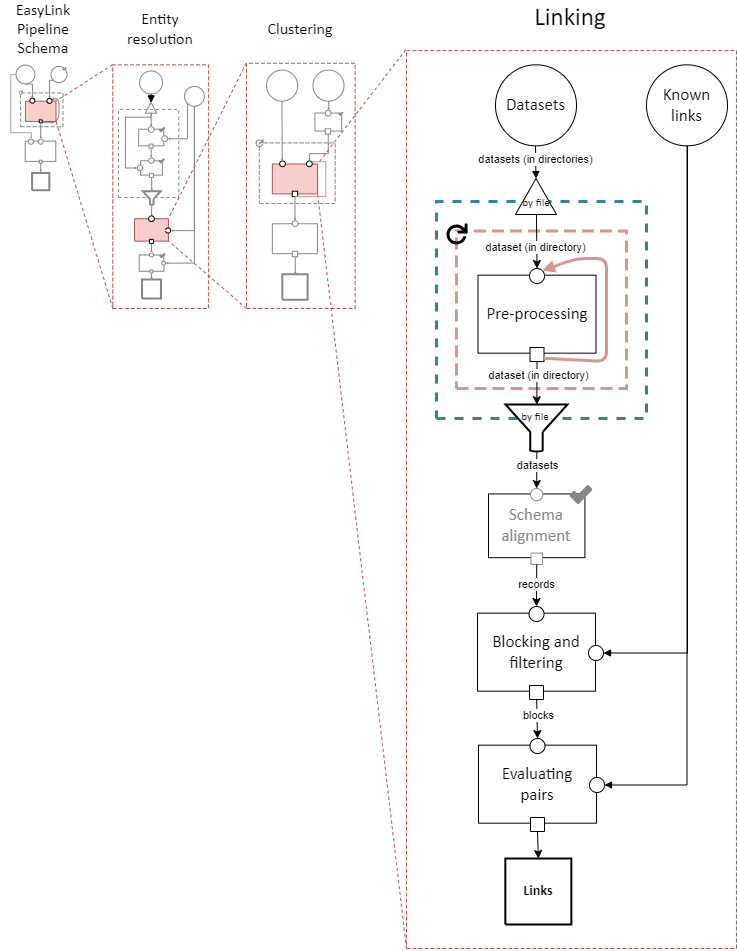 EasyLink
Pipeline
Schema
Entity
resolution
Clustering
Linking
Datasets
Known
links
datasets (in directories)
by file
dataset (in directory)
Pre-processing
dataset (in directory)
by file
datasets
Schema
alignment
records
Blocking and
filtering
blocks
Evaluating
pairs
Links